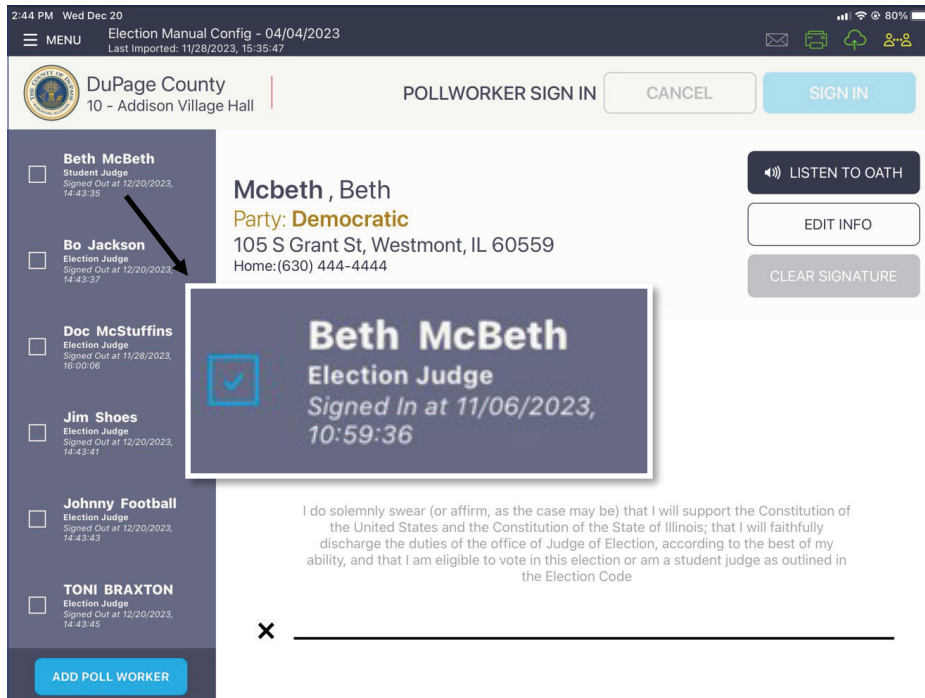 2:44 PM Wed Dec 20
80%
MENU
Election Manual Config - 04/04/2023
Last Imported: 11/28/2023, 15:35:47
DuPage County
10 - Addison Village Hall
POLLWORKER SIGN IN
CANCEL
SIGN IN
Beth McBeth
Student Judge
Signed Out at 12/20/2023,
14:43:35
Bo Jackson
Election Judge
Signed Out at 12/20/2023,
14:43:37
Doc McStuffins
Election Judge
Signed Out at 11/28/2023,
16:00:06
Jim Shoes
Election Judge
Signed Out at 12/20/2023,
14:43:41
Johnny Football
Election Judge
Signed Out at 12/20/2023,
14:43:43
TONI BRAXTON
Election Judge
Signed Out at 12/20/2023,
14:43:45
ADD POLL WORKER
Mcbeth , Beth
Party: Democratic
105 S Grant St, Westmont, IL 60559
Home:(630) 444-4444
LISTEN TO OATH
EDIT INFO
CLEAR SIGNATURE
Beth McBeth
Election Judge
Signed In at 11/06/2023,
10:59:36
I do solemnly swear (or affirm, as the case may be) that I will support the Constitution of
the United States and the Constitution of the State of Illinois; that I will faithfully
discharge the duties of the office of Judge of Election, according to the best of my
ability, and that I am eligible to vote in this election or am a student judge as outlined in
the Election Code
×